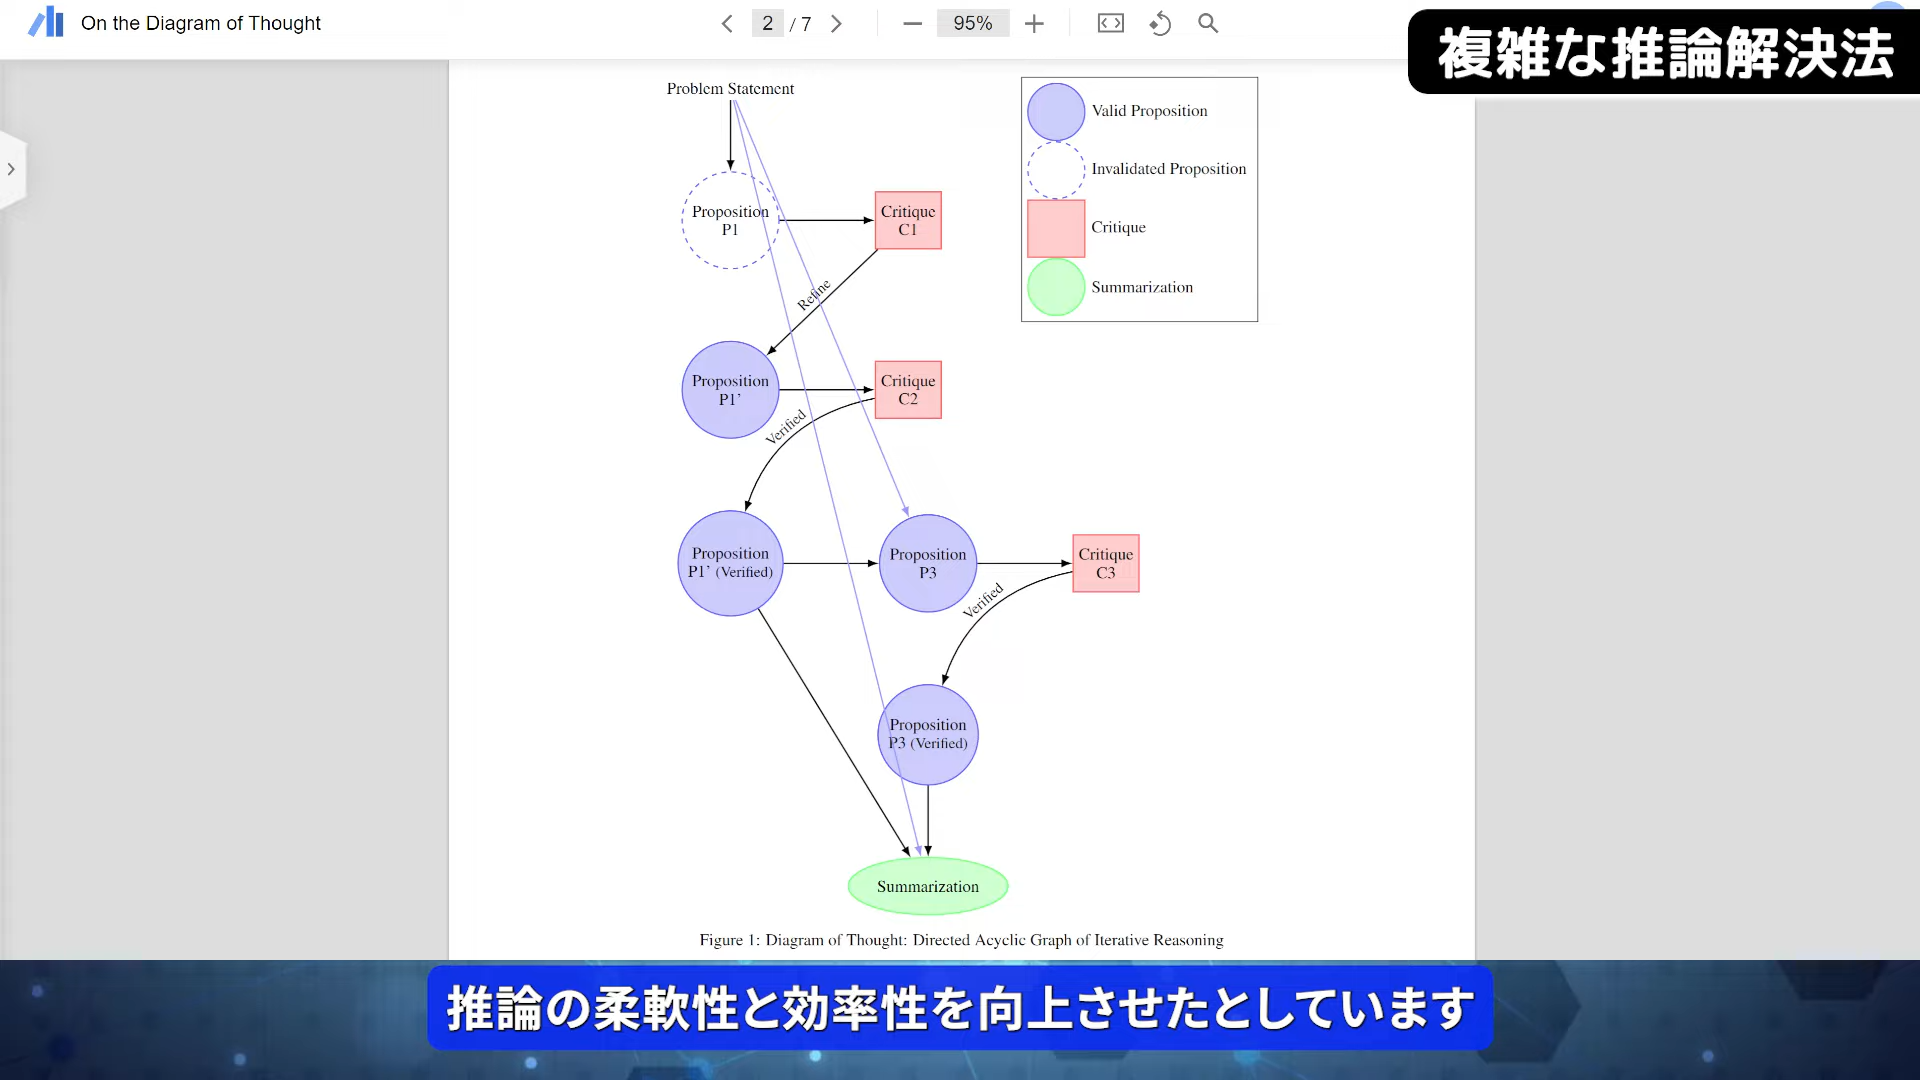 On the Diagram of Thought
2 / 7
95%
複雑な推論解決法
Problem Statement
Valid Proposition
Invalidated Proposition
Critique
Summarization
Proposition
P1
Critique
C1
Refine
Proposition
P1’
Critique
C2
Verified
Proposition
P1’ (Verified)
Proposition
P3
Critique
C3
Verified
Proposition
P3 (Verified)
Summarization
Figure 1: Diagram of Thought: Directed Acyclic Graph of Iterative Reasoning
推論の柔軟性と効率性を向上させたとしています